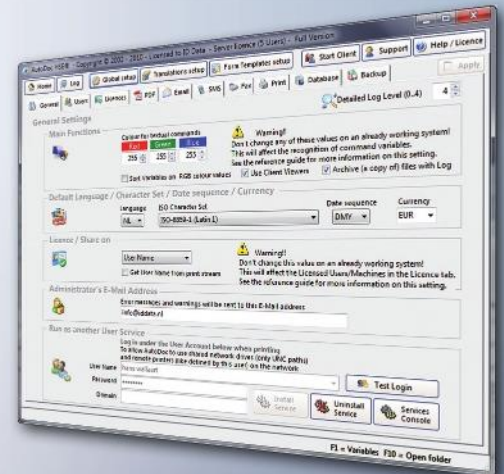 AutoDoc HSE® - Copyright © 2002 - 2010 - Licensed to ID Data - Server licence (5 Users) - Full Version
Home Log Global setup Translations setup Form Templates setup Start Client Support Help / Licence
General Users Licences PDF Email SMS Fax Print Database Backup Apply
General Settings
Detailed Log Level (0..4) 4
Main Functions
Colour for textual commands
Red Green Blue
255 255 255
Sort variables on RGB colour values
Warning!
Don't change any of these values on an already working system!
This will affect the recognition of command variables.
See the reference guide for more information on this setting.
Use Client Viewers Archive (a copy of) files with Log
Default Language / Character Set / Date sequence / Currency
language ISO Character Set Date sequence Currency
NL ISO-8859-1 (Latin 1) DMY EUR
Licence / Share on
User Name
Get User Name from print stream
Warning!!
Don't change this value on an already working system!
This will affect the Licensed Users/Machines in the Licence tab.
See the reference guide for more information on this setting.
Administrator's E-Mail Address
Error messages and warnings will be sent to this E-Mail address
info@iddata.nl
Run as another User Service
Log in under the User Account below when printing
To allow AutoDoc to use shared network drives (only UNC paths)
and remote printers (like defined by this user) on the network
User Name
Password ********
Domain
Test Login
Install Service
Uninstall Service
Services Console
F1 = Variables F10 = Open folder